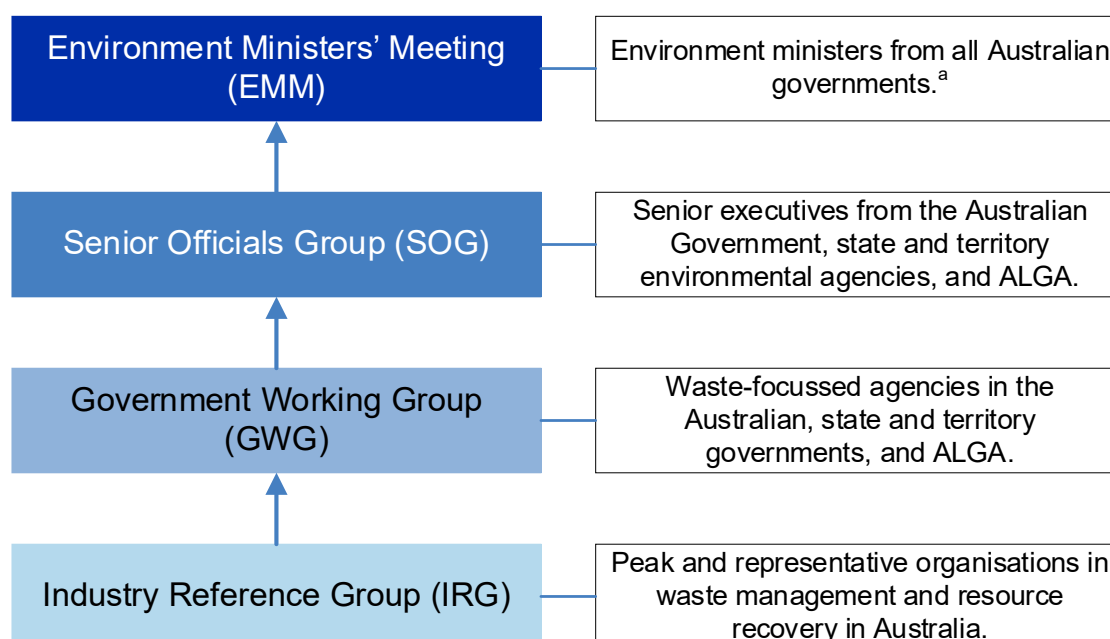 Environment Ministers’ Meeting
(EMM)
Environment ministers from all Australian
governments.a
Senior Officials Group (SOG)
Senior executives from the Australian
Government, state and territory
environmental agencies, and ALGA.
Government Working Group
(GWG)
Waste-focussed agencies in the
Australian, state and territory
governments, and ALGA.
Industry Reference Group (IRG)
Peak and representative organisations in
waste management and resource
recovery in Australia.